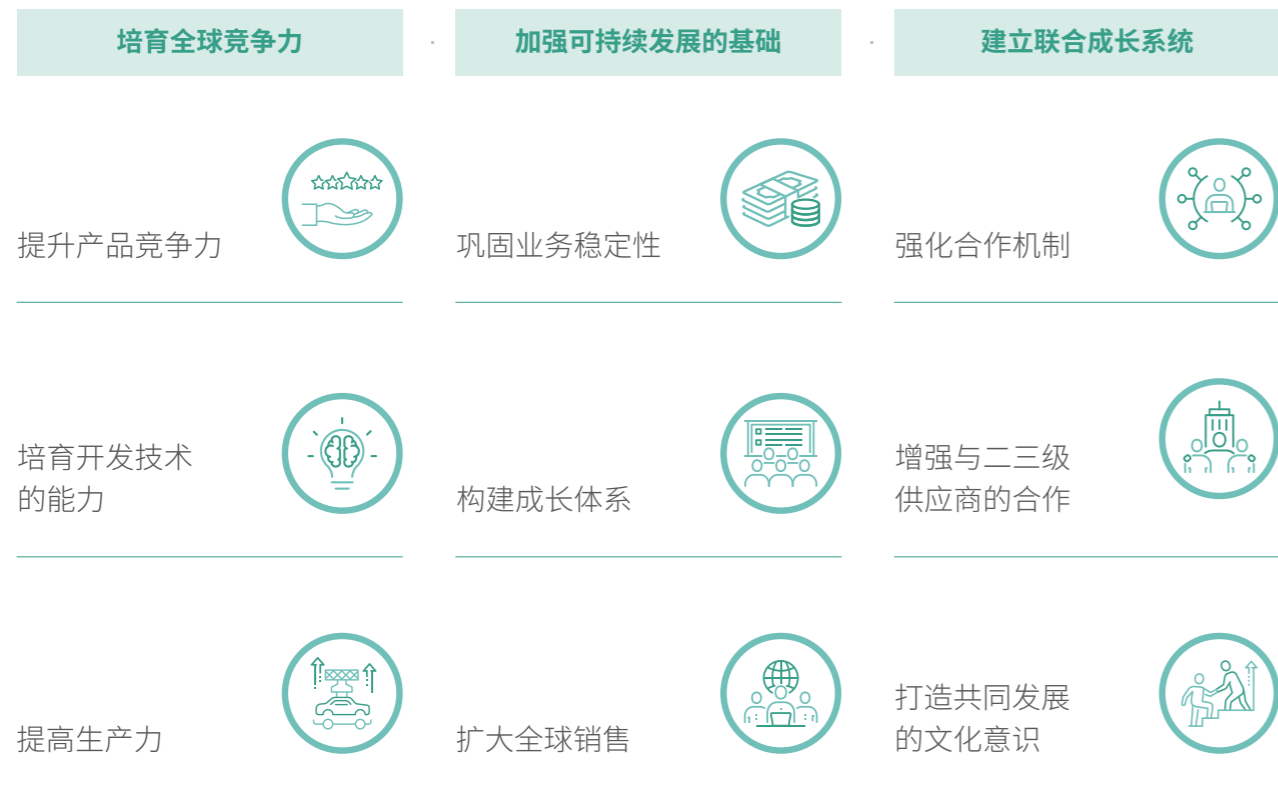 培育全球竞争力
提升产品竞争力
培育开发技术
的能力
提高生产力
加强可持续发展的基础
巩固业务稳定性
构建成长体系
扩大全球销售
建立联合成长系统
强化合作机制
增强与二三级
供应商的合作
打造共同发展
的文化意识